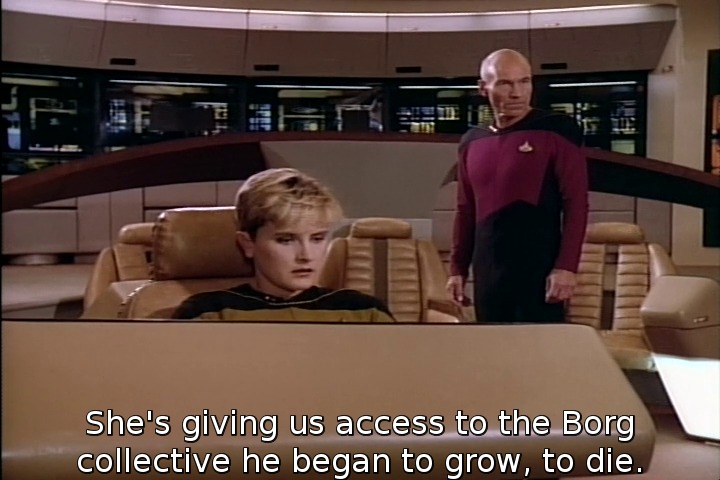 She's giving us access to the Borg
collective he began to grow, to die.